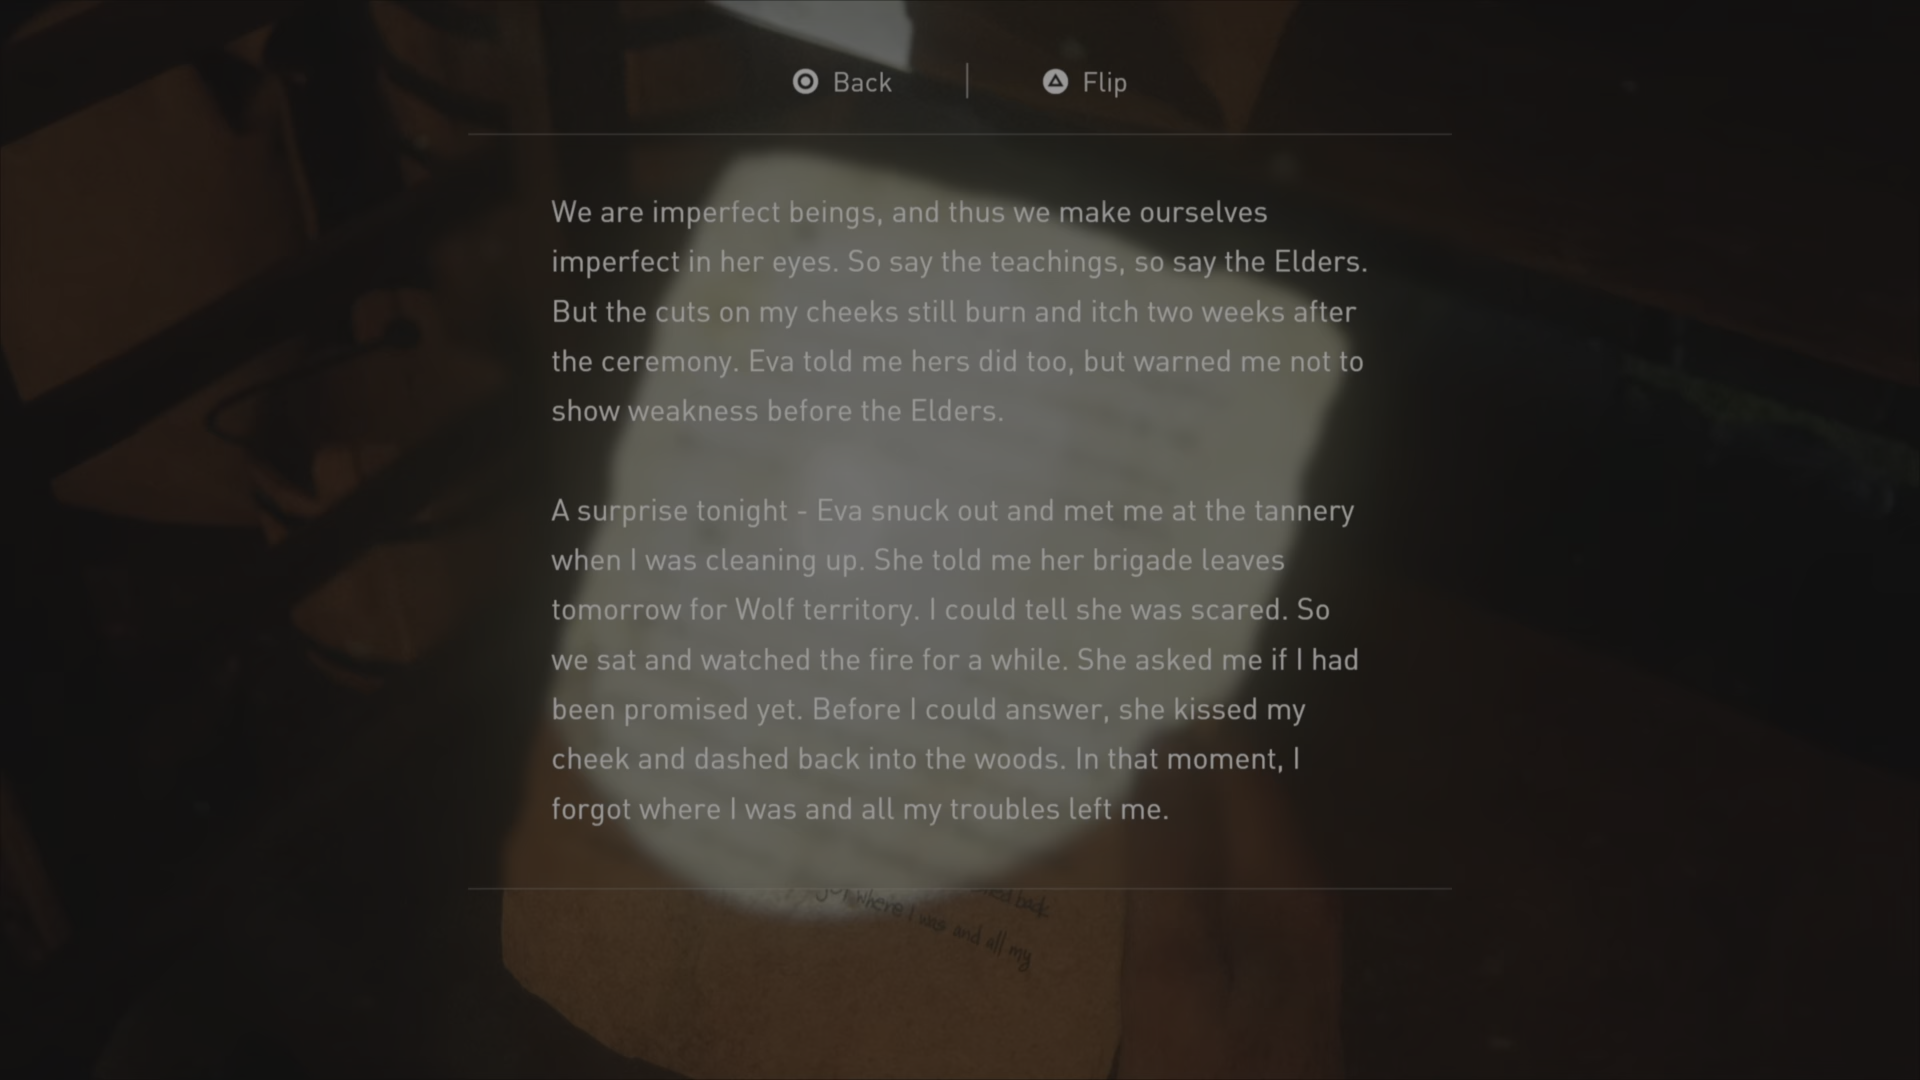 Back | Flip
We are imperfect beings, and thus we make ourselves
imperfect in her eyes. So say the teachings, so say the Elders.
But the cuts on my cheeks still burn and itch two weeks after
the ceremony. Eva told me hers did too, but warned me not to
show weakness before the Elders.
A surprise tonight - Eva snuck out and met me at the tannery
when I was cleaning up. She told me her brigade leaves
tomorrow for Wolf territory. I could tell she was scared. So
we sat and watched the fire for a while. She asked me if I had
been promised yet. Before I could answer, she kissed my
cheek and dashed back into the woods. In that moment, I
forgot where I was and all my troubles left me.
back
where I was and all my